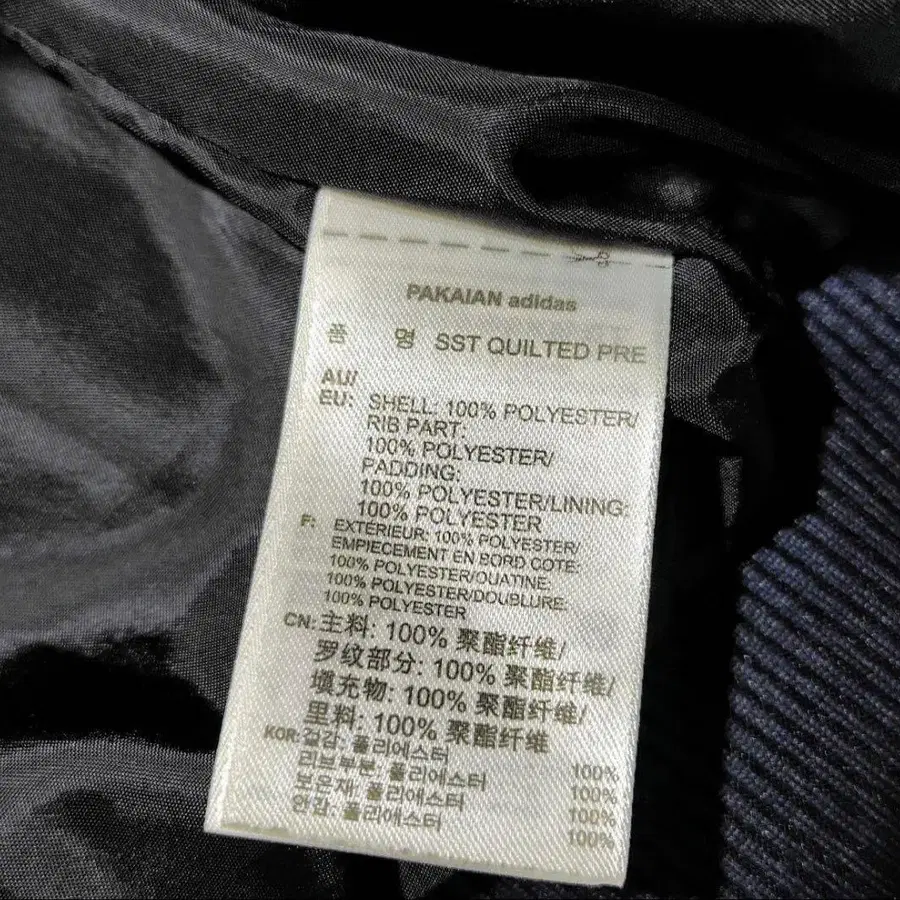 PAKAIAN adidas
품 명 SST QUILTED PRE
AU/
EU: SHELL: 100% POLYESTER/
RIB PART:
100% POLYESTER/
PADDING:
100% POLYESTER/LINING:
100% POLYESTER
F: EXTÉRIEUR: 100% POLYESTER/
EMPIECEMENT EN BORD COTE:
100% POLYESTER/OUATINE:
100% POLYESTER/DOUBLURE:
100% POLYESTER
CN: 主料: 100% 聚酯纤维/
罗纹部分: 100% 聚酯纤维/
填充物: 100% 聚酯纤维/
里料: 100% 聚酯纤维
KOR: 겉감: 폴리에스터 100%
리브부분: 폴리에스터 100%
보온재: 폴리에스터 100%
안감: 폴리에스터 100%